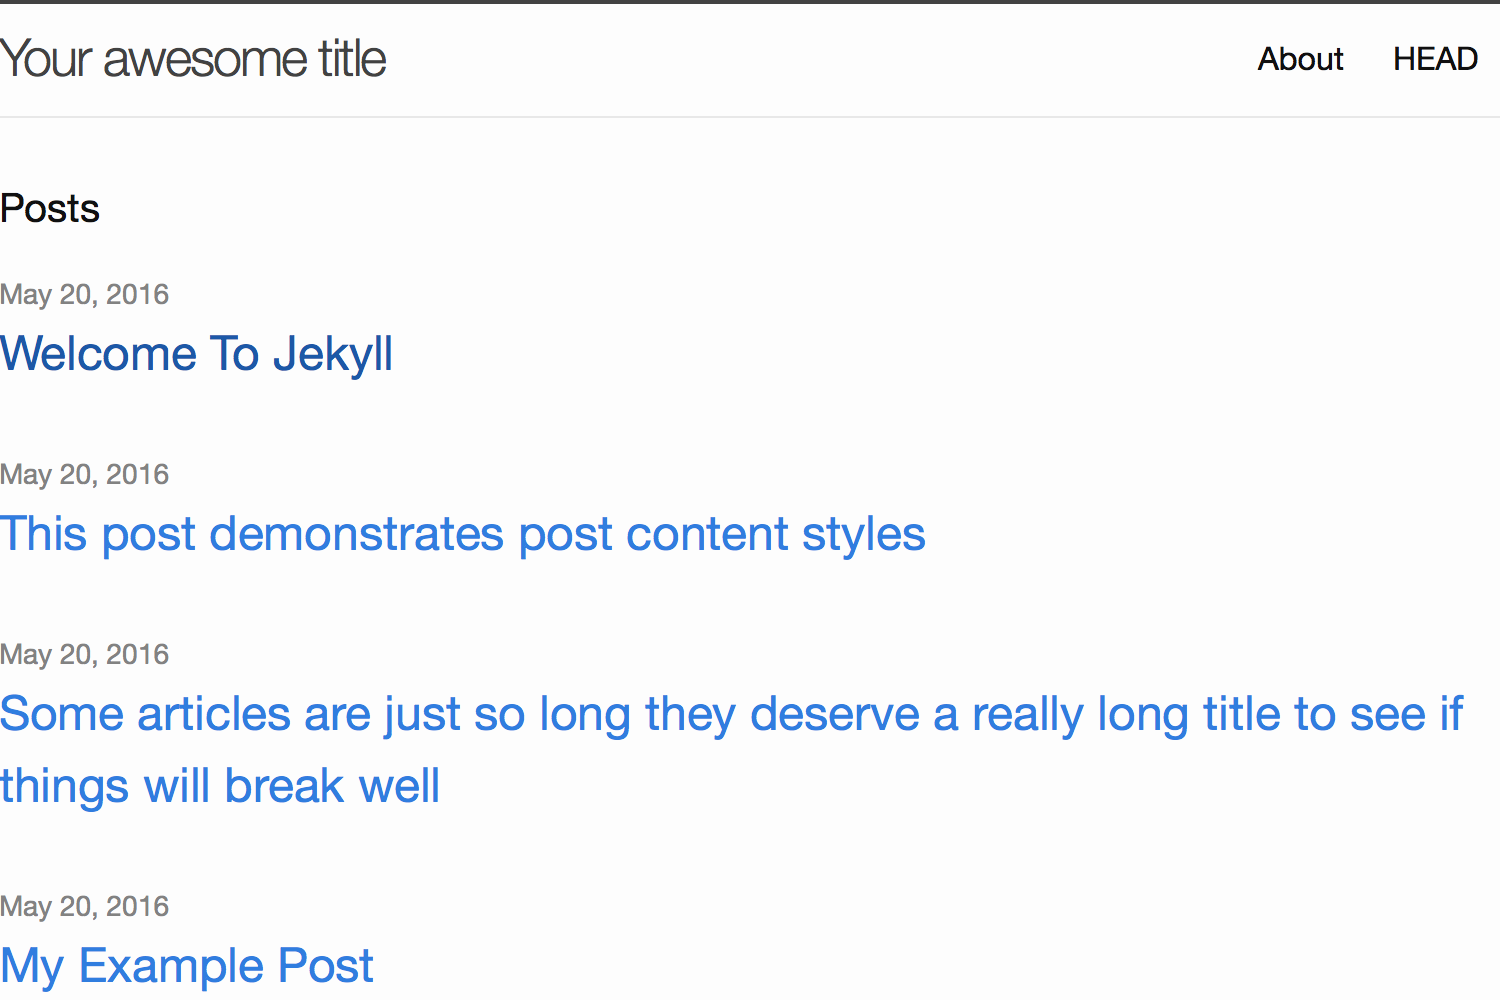 Your awesome title
About HEAD
Posts
May 20, 2016
Welcome To Jekyll
May 20, 2016
This post demonstrates post content styles
May 20, 2016
Some articles are just so long they deserve a really long title to see if
things will break well
May 20, 2016
My Example Post